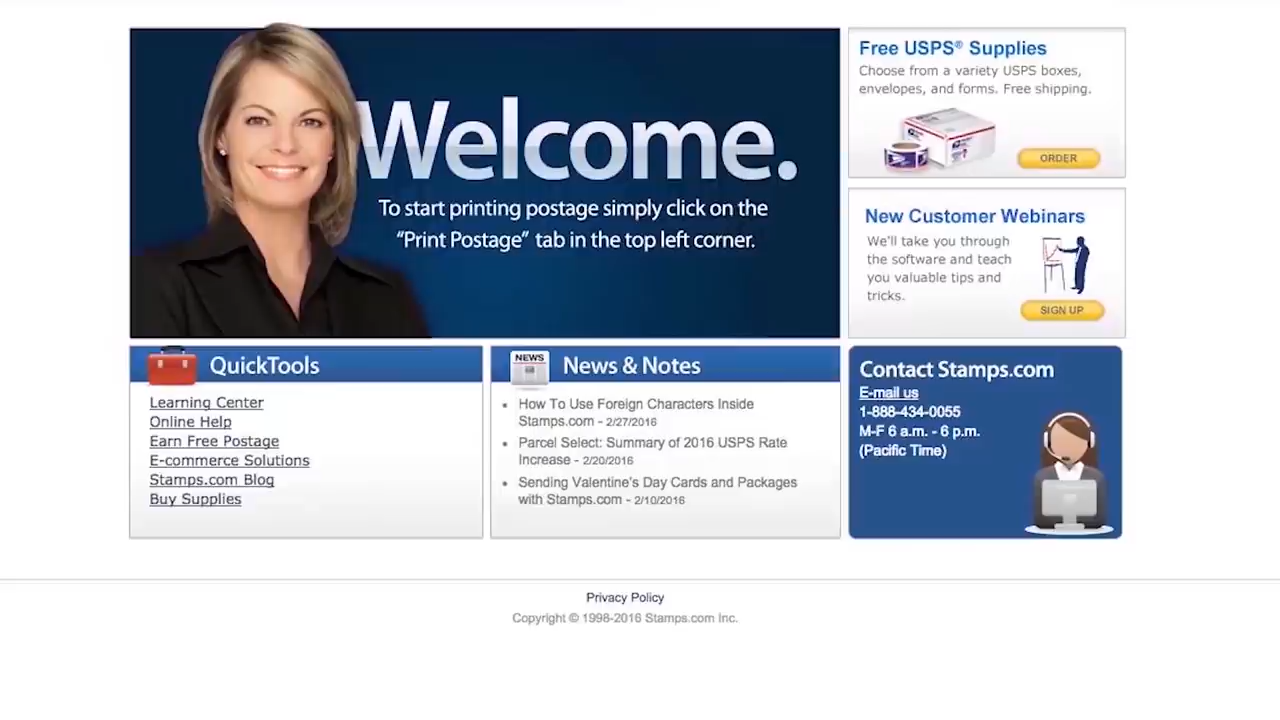 Welcome.
To start printing postage simply click on the
“Print Postage” tab in the top left corner.
Free USPS® Supplies
Choose from a variety USPS boxes,
envelopes, and forms. Free shipping.
ORDER
New Customer Webinars
We'll take you through
the software and teach
you valuable tips and
tricks.
SIGN UP
QuickTools
Learning Center
Online Help
Earn Free Postage
E-commerce Solutions
Stamps.com Blog
Buy Supplies
NEWS
News & Notes
How To Use Foreign Characters Inside
Stamps.com - 2/27/2016
Parcel Select: Summary of 2016 USPS Rate
Increase - 2/20/2016
Sending Valentine's Day Cards and Packages
with Stamps.com - 2/10/2016
Contact Stamps.com
E-mail us
1-888-434-0055
M-F 6 a.m. - 6 p.m.
(Pacific Time)
Privacy Policy
Copyright © 1998-2016 Stamps.com Inc.